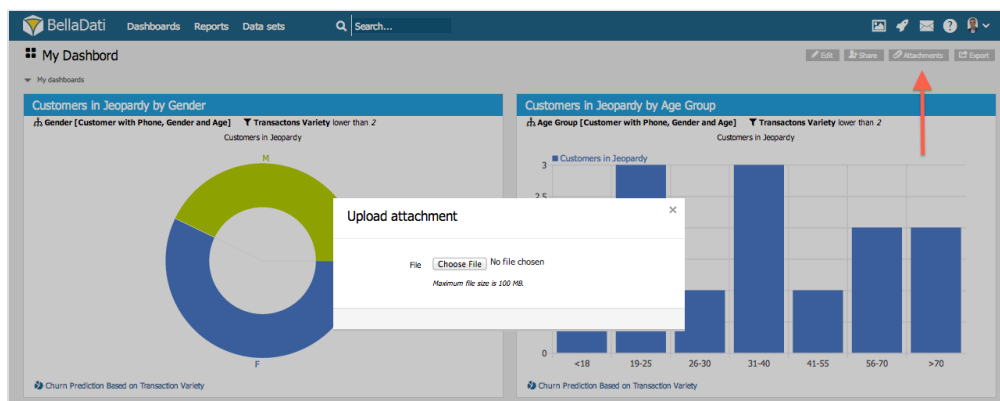 BellaDati Dashboards Reports Data sets Search...
My Dashbord
Edit Share Attachments Export
My dashboards
Customers in Jeopardy by Gender
Gender [Customer with Phone, Gender and Age] Transactons Variety lower than 2
Customers in Jeopardy
M
F
Churn Prediction Based on Transaction Variety
Customers in Jeopardy by Age Group
Age Group [Customer with Phone, Gender and Age] Transactons Variety lower than 2
Customers in Jeopardy
Customers in Jeopardy
3
2.5
0
<18 19-25 26-30 31-40 41-55 56-70 >70
Churn Prediction Based on Transaction Variety
Upload attachment ×
File Choose File No file chosen
Maximum file size is 100 MB.